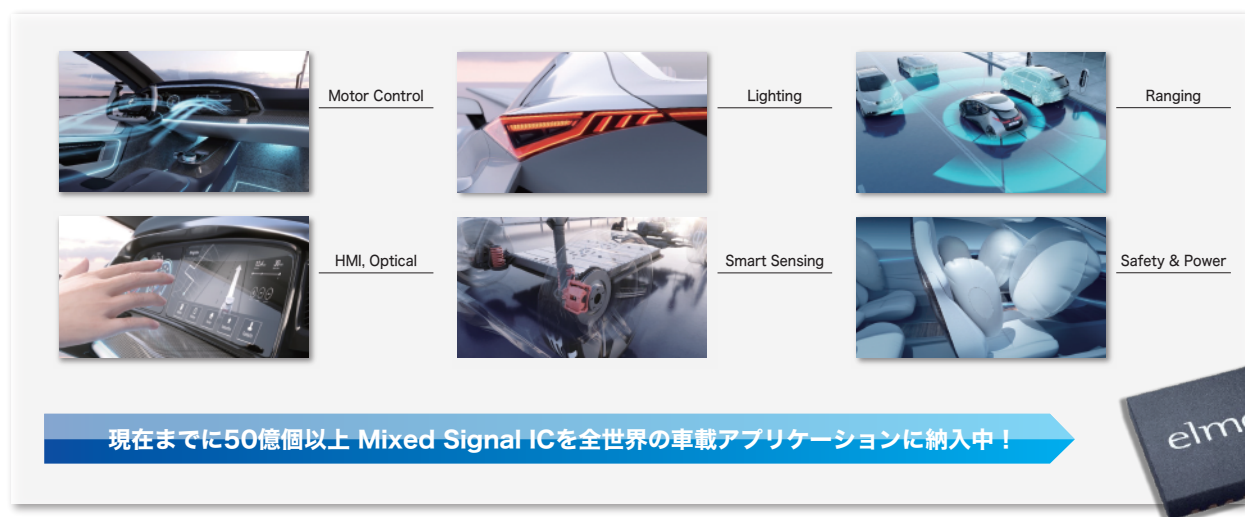 Motor Control
Lighting
Ranging
HMI, Optical
Smart Sensing
Safety & Power
現在までに50億個以上 Mixed Signal ICを全世界の車載アプリケーションに納入中！